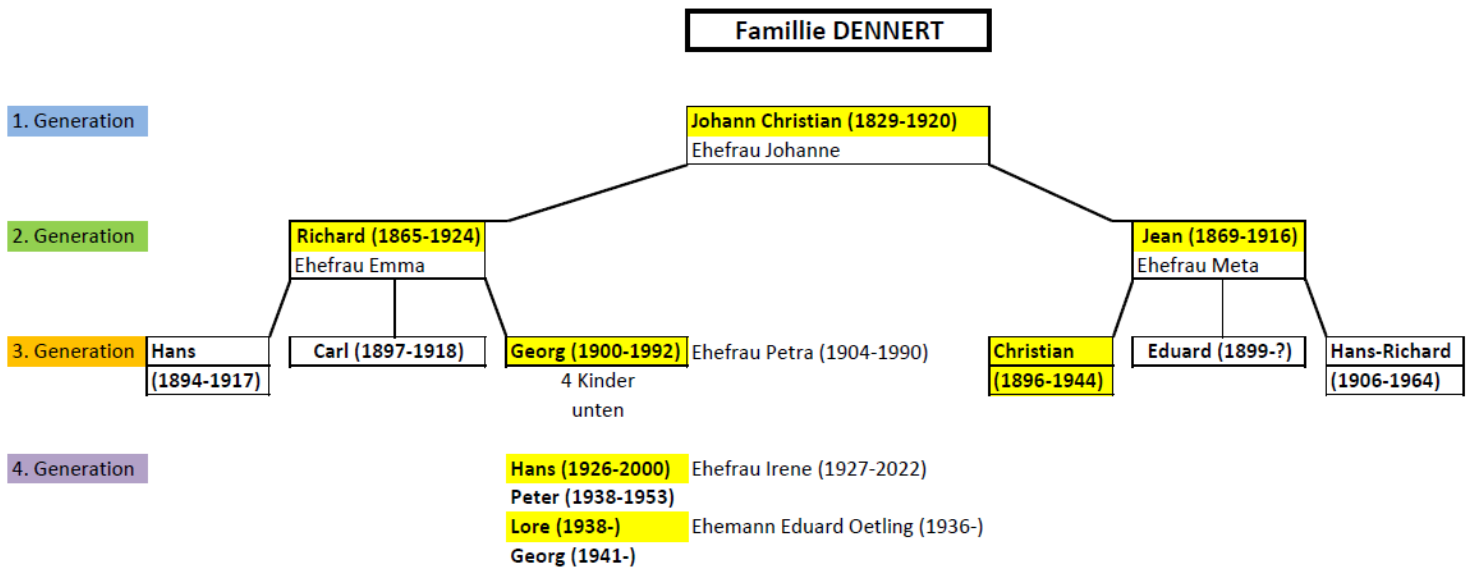 Famillie DENNERT
1. Generation
Johann Christian (1829-1920)
Ehefrau Johanne
2. Generation
Richard (1865-1924)
Ehefrau Emma
Jean (1869-1916)
Ehefrau Meta
3. Generation
Hans
(1894-1917)
Carl (1897-1918)
Georg (1900-1992)
Ehefrau Petra (1904-1990)
4 Kinder
unten
Christian
(1896-1944)
Eduard (1899-?)
Hans-Richard
(1906-1964)
4. Generation
Hans (1926-2000)
Ehefrau Irene (1927-2022)
Peter (1938-1953)
Lore (1938-)
Ehemann Eduard Oetling (1936-)
Georg (1941-)